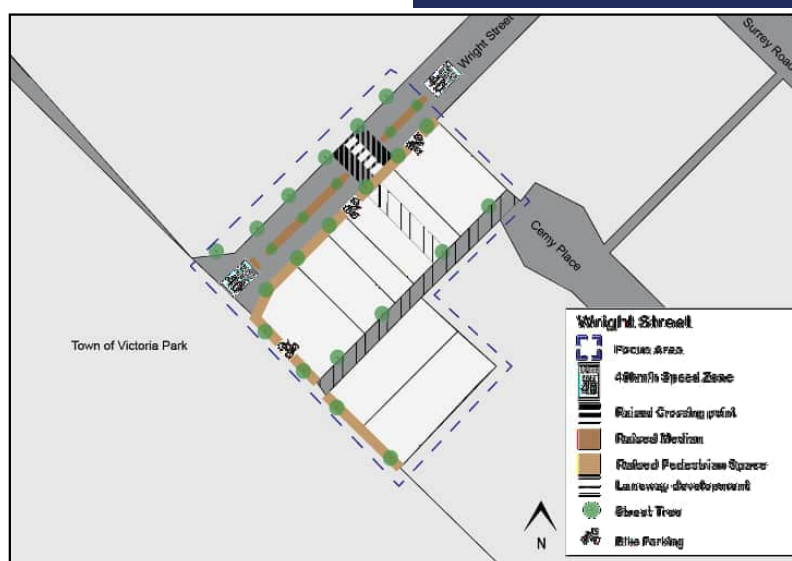 Wright Street
Surrey Road
Cemy Place
Town of Victoria Park
N
Wright Street
Focus Area
40km/h Speed Zone
Raised Crossing point
Raised Median
Raised Pedestrian Space
Laneway development
Street Tree
Bike Parking